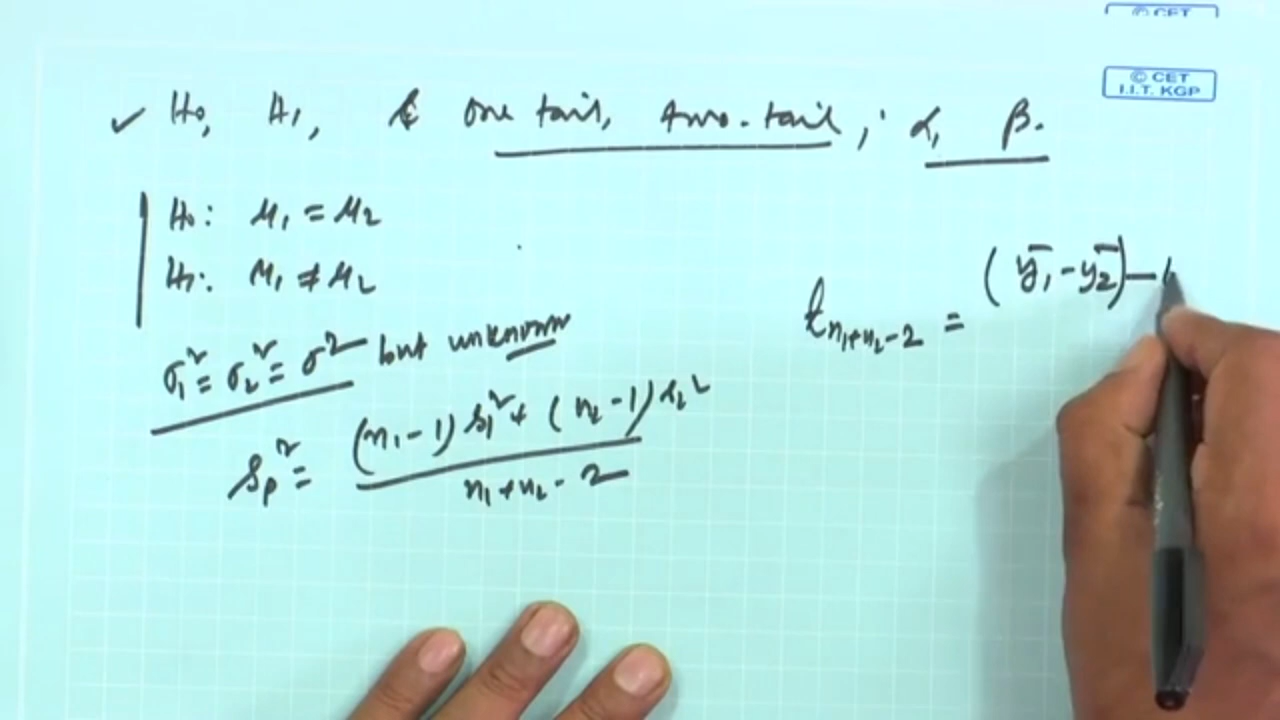 © CET
© CET
I.I.T. KGP
✓ H₀, H₁, & one tail, two-tail; α, β.
H₀: μ₁ = μ₂
H₁: μ₁ ≠ μ₂
σ₁² = σ₂² = σ² but unknown
Sp² = (n₁-1)s₁² + (n₂-1)s₂² / n₁+n₂-2
t n₁+n₂-2 = (ȳ₁-ȳ₂) - (